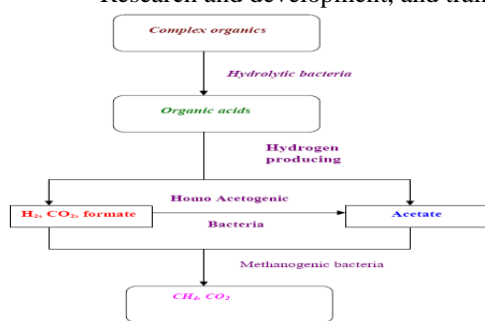 Research and development, and tran
Complex organics
Hydrolytic bacteria
Organic acids
Hydrogen
producing
Homo Acetogenic
H₂, CO₂, formate
Acetate
Bacteria
Methanogenic bacteria
CH₄, CO₂